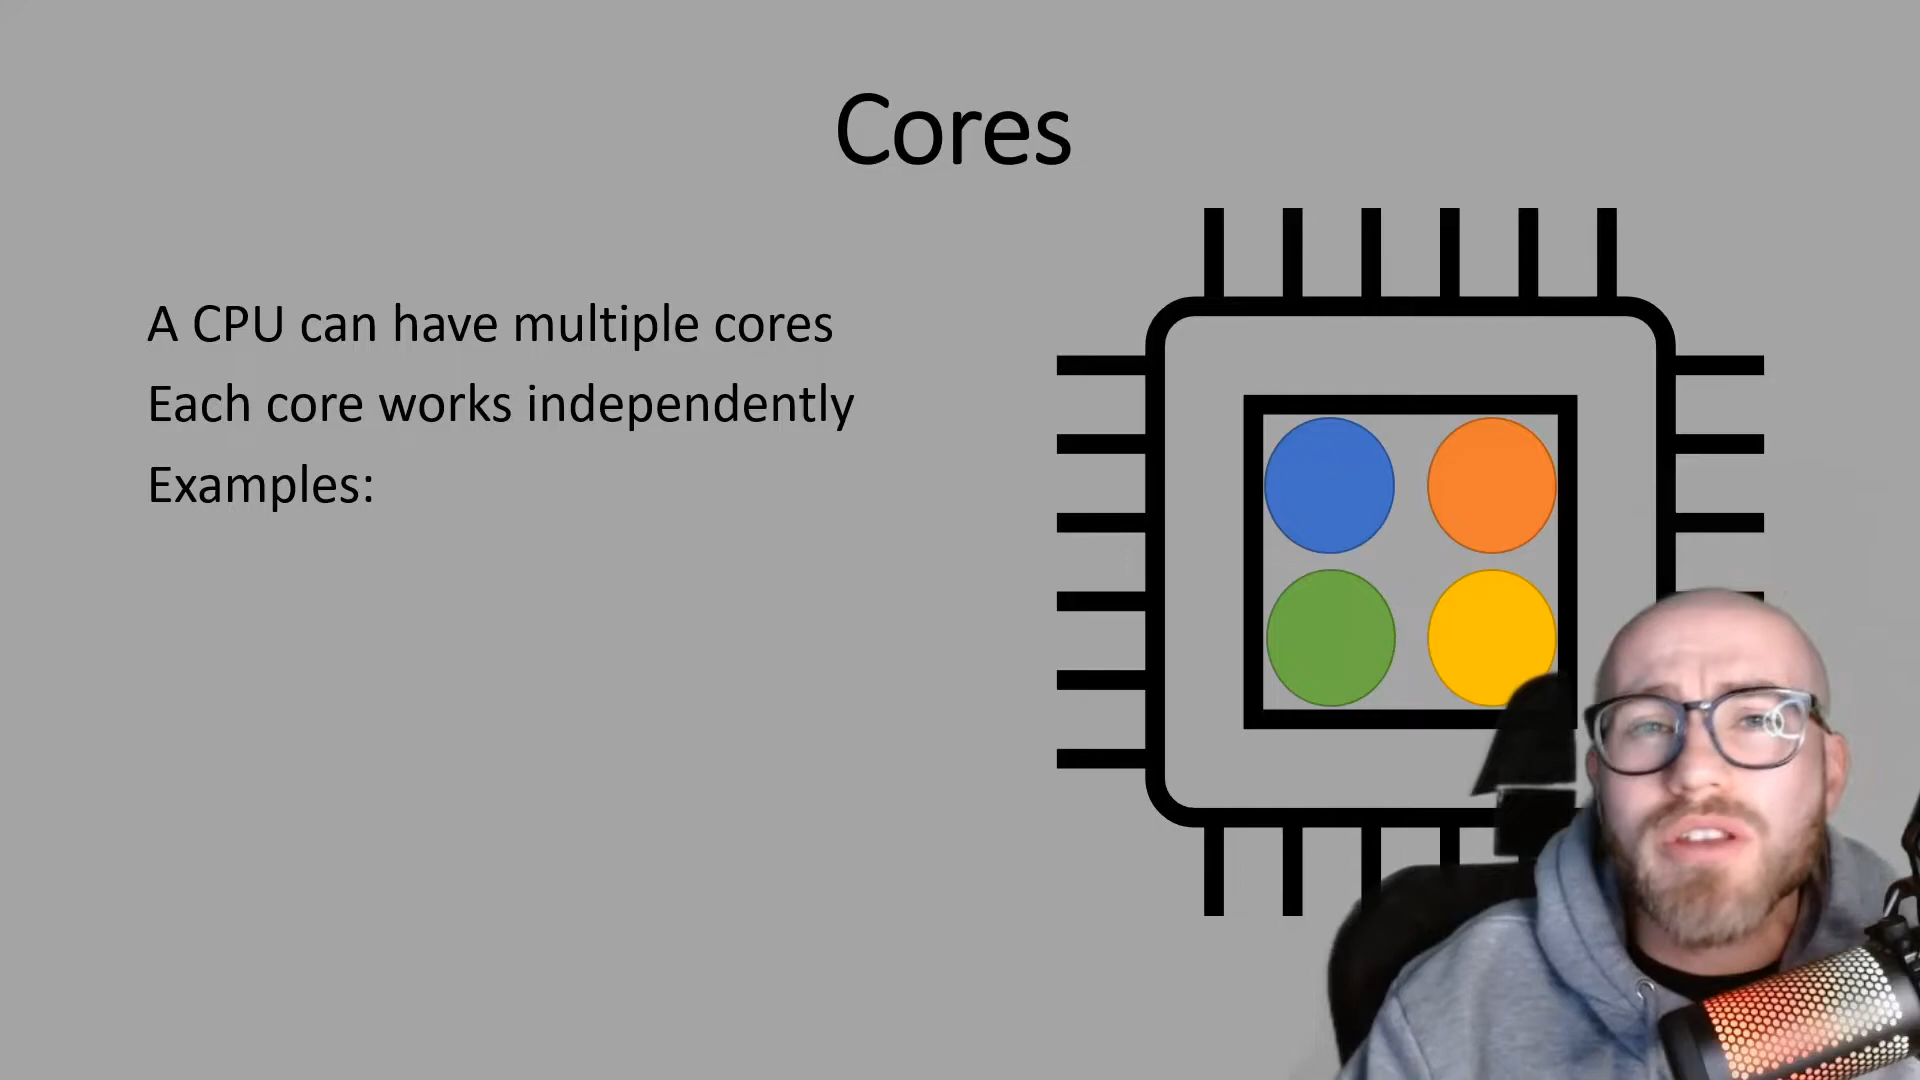 Cores
A CPU can have multiple cores
Each core works independently
Examples: